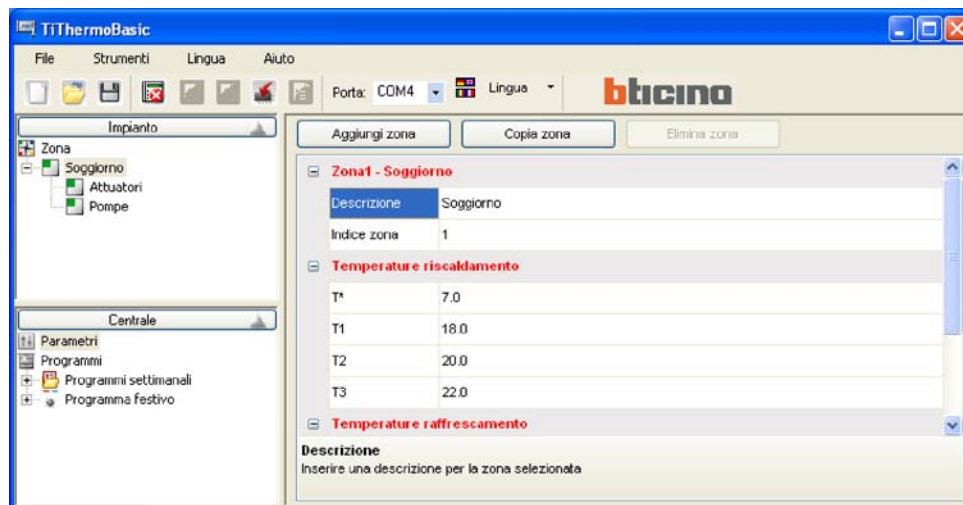 TiThermoBasic
File Strumenti Lingua Aiuto
Porta: COM4 Lingua bticino
Impianto
Zona
Soggiorno
Attuatori
Pompe
Centrale
Parametri
Programmi
Programmi settimanali
Programma festivo
Aggiungi zona Copia zona Elimina zona
Zona1 - Soggiorno
Descrizione Soggiorno
Indice zona 1
Temperature riscaldamento
T* 7.0
T1 18.0
T2 20.0
T3 22.0
Temperature raffrescamento
Descrizione
Inserire una descrizione per la zona selezionata